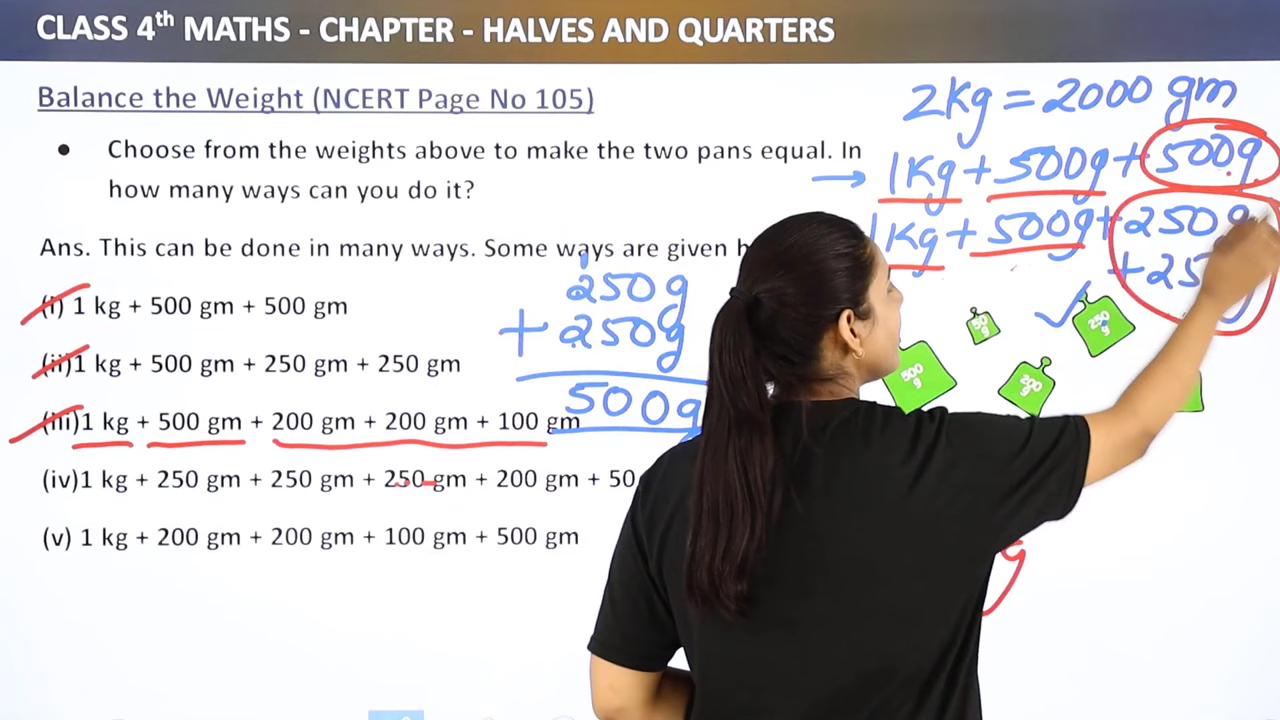 CLASS 4th MATHS - CHAPTER - HALVES AND QUARTERS
Balance the Weight (NCERT Page No 105)
• Choose from the weights above to make the two pans equal. In
how many ways can you do it?
Ans. This can be done in many ways. Some ways are given
(i) 1 kg + 500 gm + 500 gm
(ii) 1 kg + 500 gm + 250 gm + 250 gm
(iii) 1 kg + 500 gm + 200 gm + 200 gm + 100 gm
(iv) 1 kg + 250 gm + 250 gm + 250 gm + 200 gm + 50
(v) 1 kg + 200 gm + 200 gm + 100 gm + 500 gm
1
250g
+ 250g
500g
2kg = 2000 gm
→ 1kg + 500g + 500g
1kg + 500g + 250g
+ 25
50 g
250 g
500 g
200 g